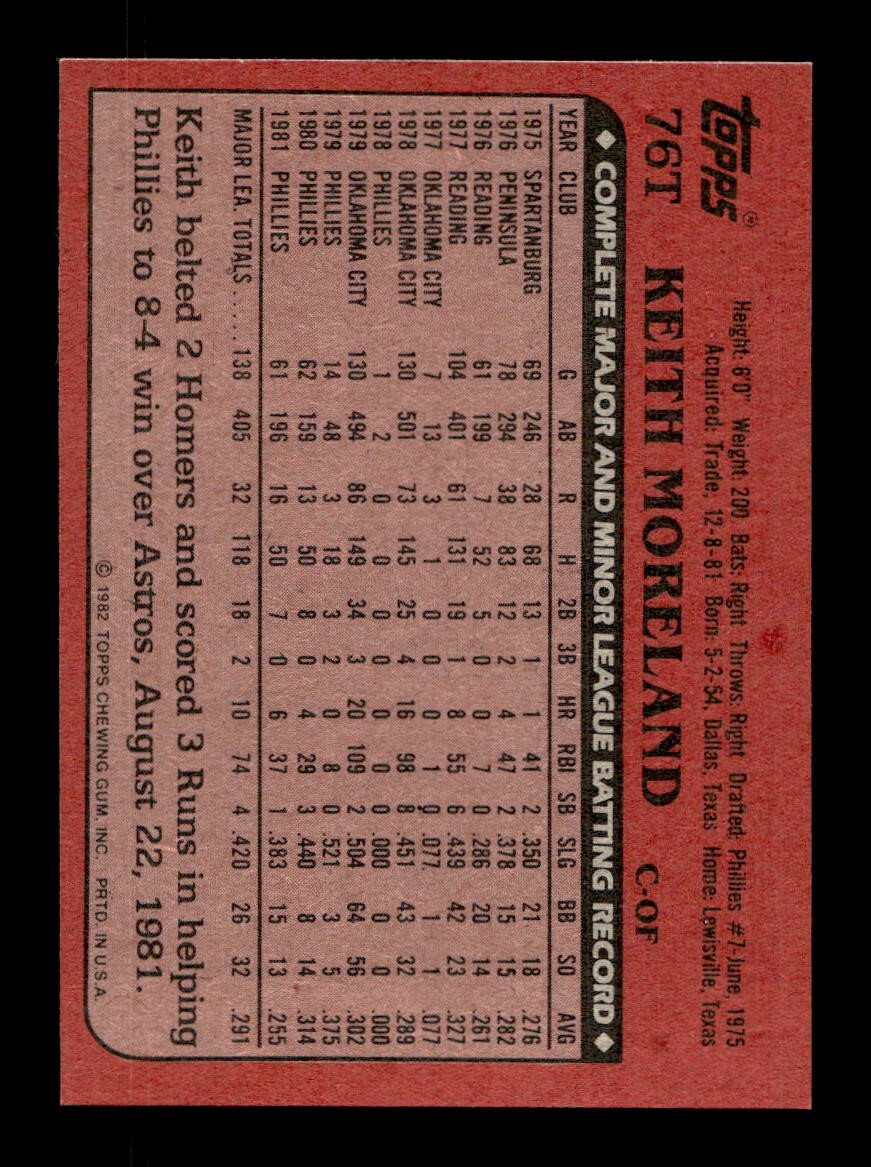 topps®
76T KEITH MORELAND C-OF
Height: 6'0" Weight: 200 Bats: Right Throws: Right Drafted: Phillies #7-June, 1975
Acquired: Trade, 12-8-81 Born: 5-2-54, Dallas, Texas Home: Lewisville, Texas
◆ COMPLETE MAJOR AND MINOR LEAGUE BATTING RECORD ◆
YEAR CLUB G AB R H 2B 3B HR RBI SB SLG BB SO AVG
1975 SPARTANBURG 69 246 28 68 13 1 1 41 2 .350 21 18 .276
1976 PENINSULA 78 294 38 83 12 2 4 47 2 .378 15 15 .282
1976 READING 61 199 7 52 5 0 0 7 0 .286 20 14 .261
1977 READING 104 401 61 131 19 1 8 55 6 .439 42 23 .327
1977 OKLAHOMA CITY 7 13 3 1 0 0 0 1 0 .077 1 1 .077
1978 OKLAHOMA CITY 130 501 73 145 25 4 16 98 8 .451 43 32 .289
1978 PHILLIES 1 2 0 0 0 0 0 0 0 .000 0 0 .000
1979 OKLAHOMA CITY 130 494 86 149 34 3 20 109 2 .504 64 56 .302
1979 PHILLIES 14 48 3 18 3 2 0 8 0 .521 3 5 .375
1980 PHILLIES 62 159 13 50 8 0 4 29 3 .440 8 14 .314
1981 PHILLIES 61 196 16 50 7 0 6 37 1 .383 15 13 .255
MAJOR LEA. TOTALS ..... 138 405 32 118 18 2 10 74 4 .420 26 32 .291
Keith belted 2 Homers and scored 3 Runs in helping
Phillies to 8-4 win over Astros, August 22, 1981.
© 1982 TOPPS CHEWING GUM, INC. PRTD. IN U.S.A.